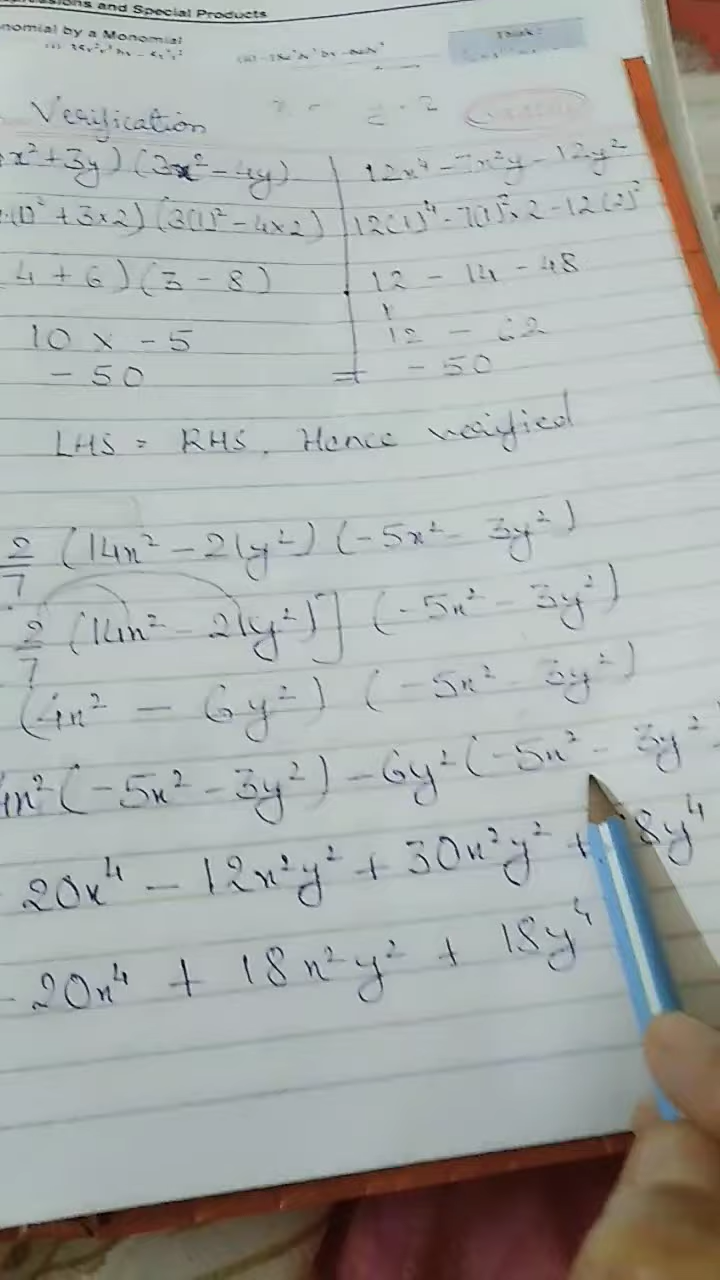 and Special Products
nomial by a Monomial
Think:
Verification
x² + 3y) (3x² - 4y) 12x⁴ - 7x²y - 12y²
(1)² + 3×2) (3(1)² - 4×2) 12(1)⁴ - 7(1)²×2 - 12(2)²
4 + 6) (3 - 8) 12 - 14 - 48
10 × -5 12 - 62
-50 = -50
LHS = RHS. Hence verified
2/7 (14x² - 21y²) (-5x² - 3y²)
2/7 (14x² - 21y²)] (-5x² - 3y²)
(4x² - 6y²) (-5x² - 3y²)
4x² (-5x² - 3y²) - 6y² (-5x² - 3y²
20x⁴ - 12x²y² + 30x²y² + 18y⁴
- 20x⁴ + 18x²y² + 18y⁴